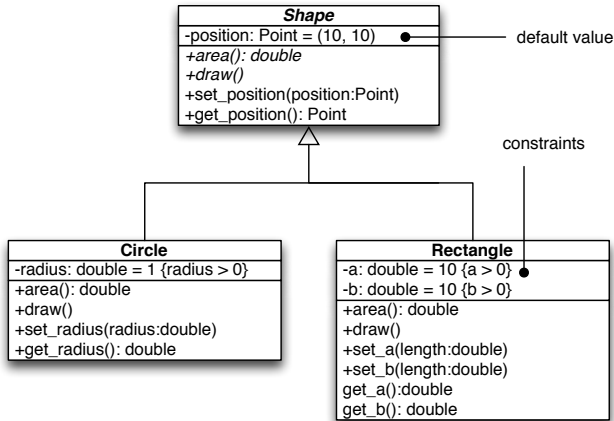 Shape
-position: Point = (10, 10)
default value
+area(): double
+draw()
+set_position(position:Point)
+get_position(): Point
constraints
Circle
-radius: double = 1 {radius > 0}
+area(): double
+draw()
+set_radius(radius:double)
+get_radius(): double
Rectangle
-a: double = 10 {a > 0}
-b: double = 10 {b > 0}
+area(): double
+draw()
+set_a(length:double)
+set_b(length:double)
get_a():double
get_b(): double